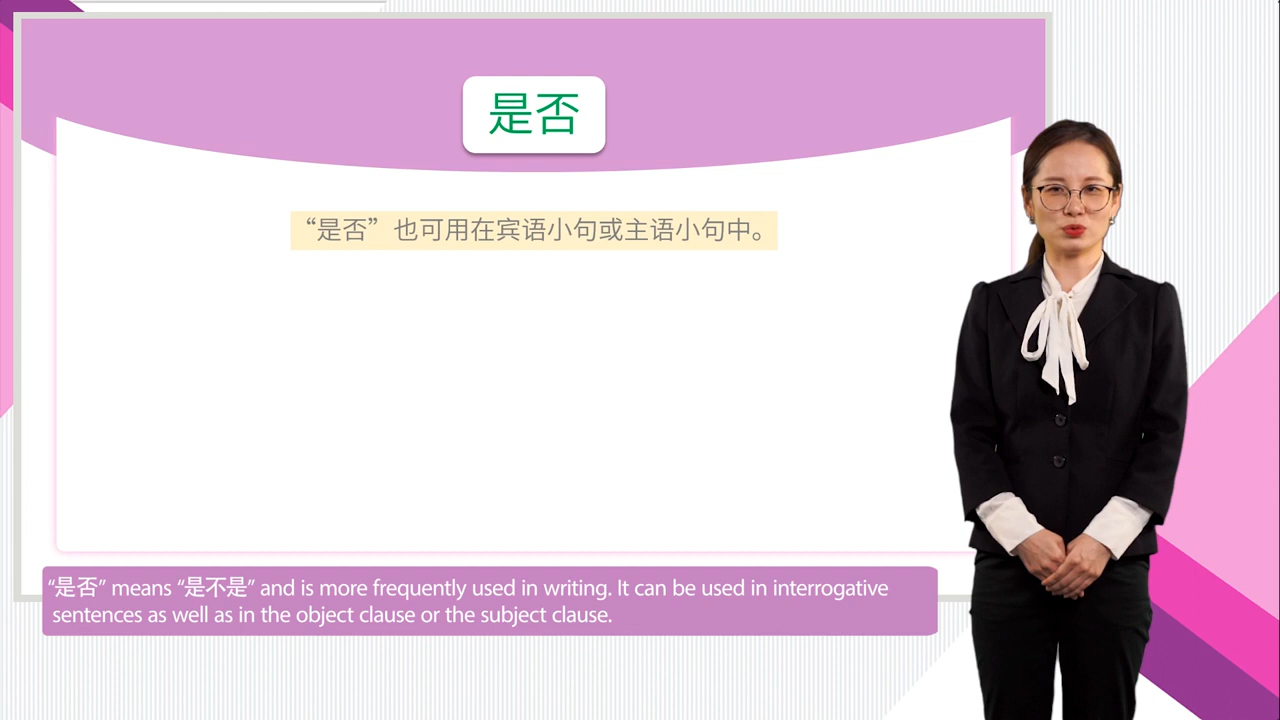 是否
“是否”也可用在宾语小句或主语小句中。
“是否” means “是不是” and is more frequently used in writing. It can be used in interrogative
sentences as well as in the object clause or the subject clause.